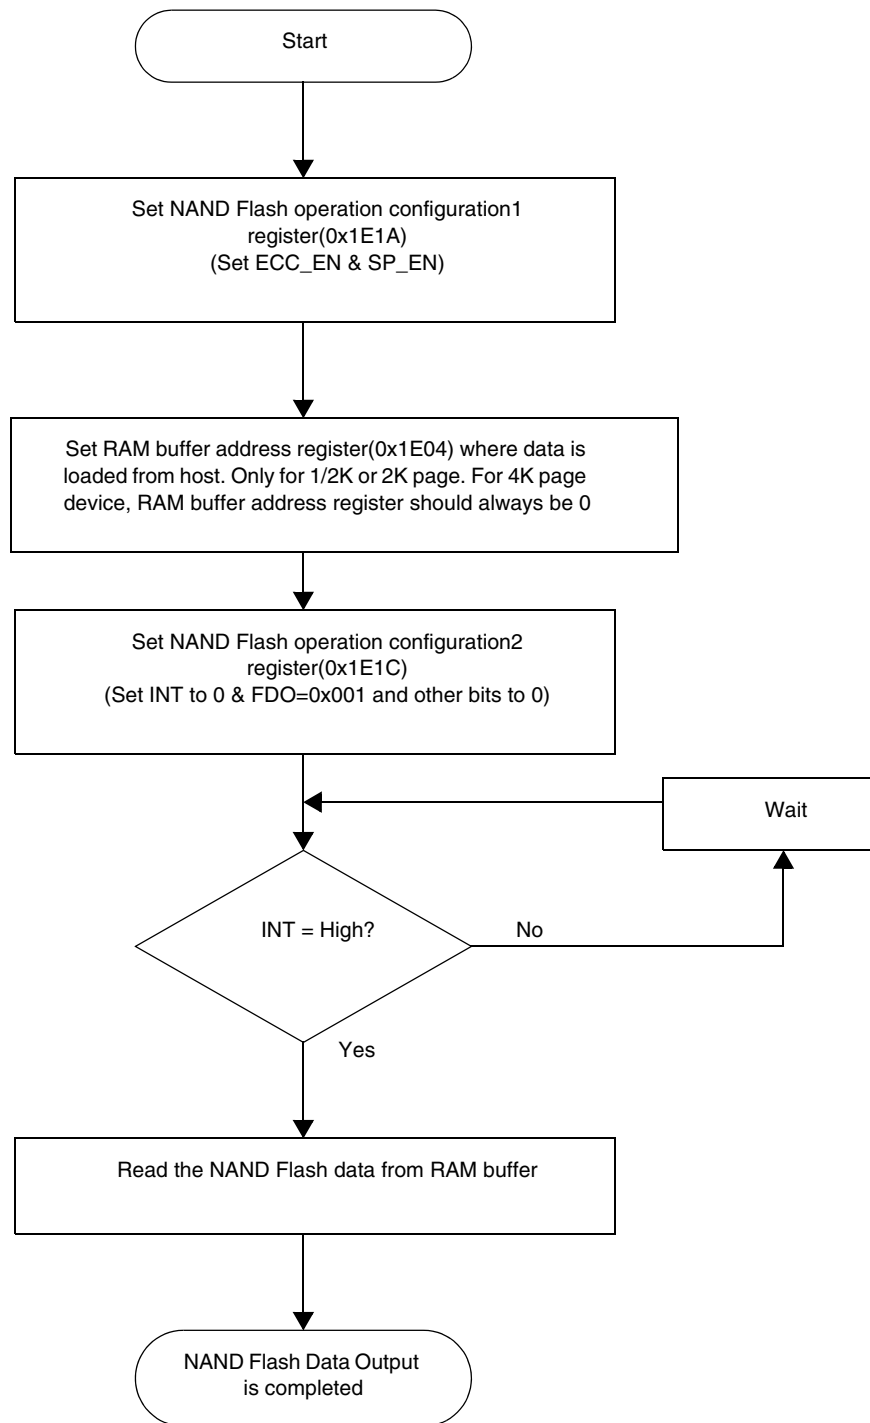 Start
Set NAND Flash operation configuration1
register(0x1E1A)
(Set ECC_EN & SP_EN)
Set RAM buffer address register(0x1E04) where data is
loaded from host. Only for 1/2K or 2K page. For 4K page
device, RAM buffer address register should always be 0
Set NAND Flash operation configuration2
register(0x1E1C)
(Set INT to 0 & FDO=0x001 and other bits to 0)
Wait
INT = High?
No
Yes
Read the NAND Flash data from RAM buffer
NAND Flash Data Output
is completed